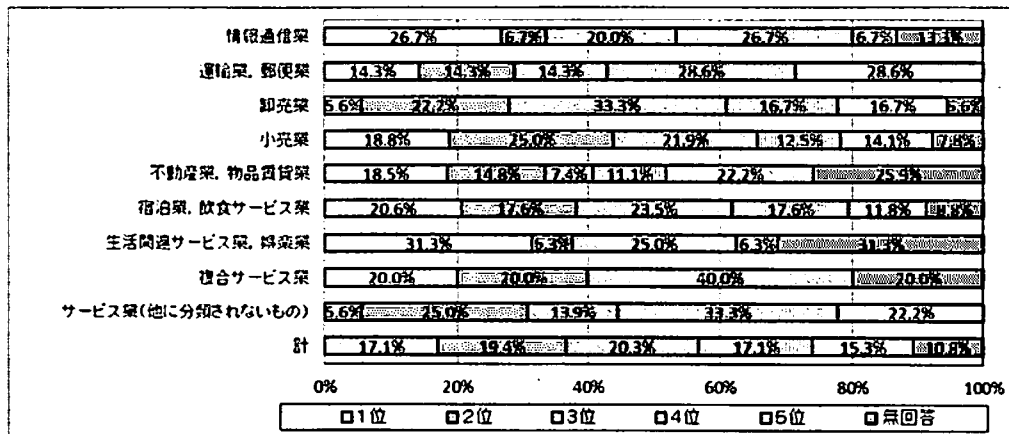 情報通信業 26.7% 6.7% 20.0% 26.7% 6.7% 13.3%
運輸業，郵便業 14.3% 14.3% 14.3% 28.6% 28.6%
卸売業 5.6% 22.2% 33.3% 16.7% 16.7% 5.6%
小売業 18.8% 25.0% 21.9% 12.5% 14.1% 7.8%
不動産業，物品賃貸業 18.5% 14.8% 7.4% 11.1% 22.2% 25.9%
宿泊業，飲食サービス業 20.6% 17.6% 23.5% 17.6% 11.8% 8.8%
生活関連サービス業，娯楽業 31.3% 6.3% 25.0% 6.3% 31.3%
複合サービス業 20.0% 20.0% 40.0% 20.0%
サービス業(他に分類されないもの) 5.6% 25.0% 13.9% 33.3% 22.2%
計 17.1% 19.4% 20.3% 17.1% 15.3% 10.8%
0% 20% 40% 60% 80% 100%
1位 2位 3位 4位 5位 無回答